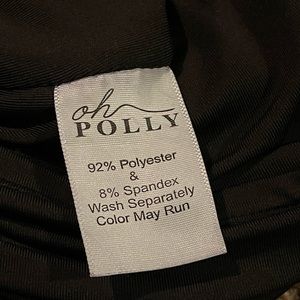 oh
POLLY
92% Polyester
&
8% Spandex
Wash Separately
Color May Run